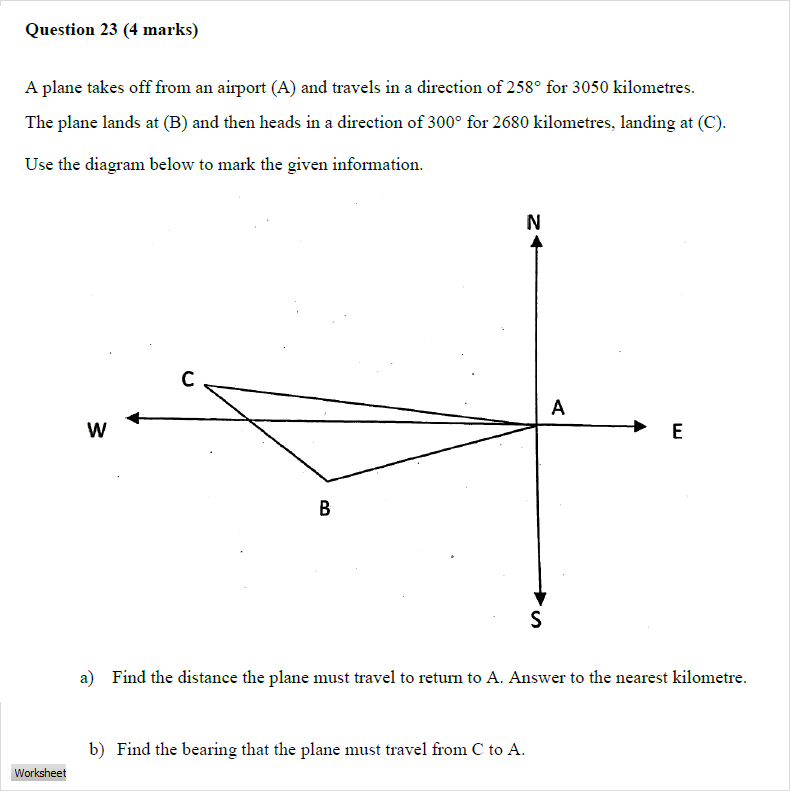 Question 23 (4 marks)
A plane takes off from an airport (A) and travels in a direction of 258° for 3050 kilometres.
The plane lands at (B) and then heads in a direction of 300° for 2680 kilometres, landing at (C).
Use the diagram below to mark the given information.
N
C
A
W
E
B
S
a) Find the distance the plane must travel to return to A. Answer to the nearest kilometre.
b) Find the bearing that the plane must travel from C to A.
Worksheet